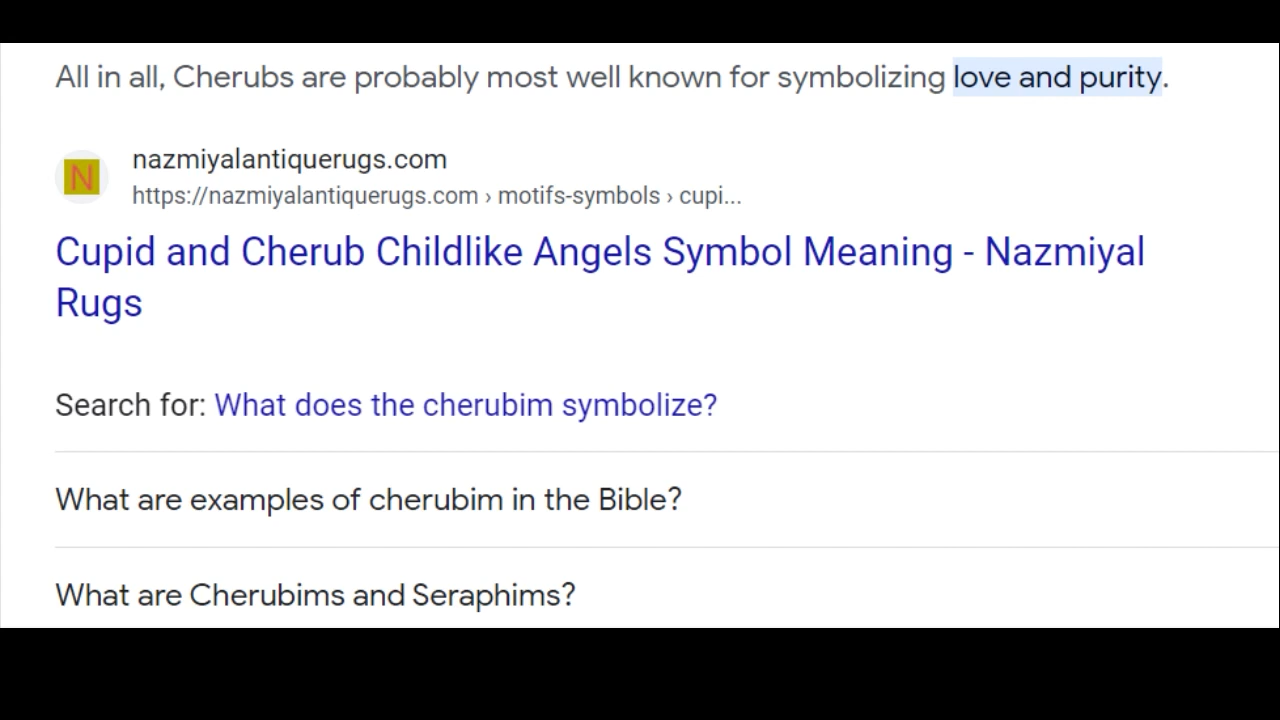 All in all, Cherubs are probably most well known for symbolizing love and purity.
N
nazmiyalantiquerugs.com
https://nazmiyalantiquerugs.com › motifs-symbols › cupi...
Cupid and Cherub Childlike Angels Symbol Meaning - Nazmiyal
Rugs
Search for: What does the cherubim symbolize?
What are examples of cherubim in the Bible?
What are Cherubims and Seraphims?